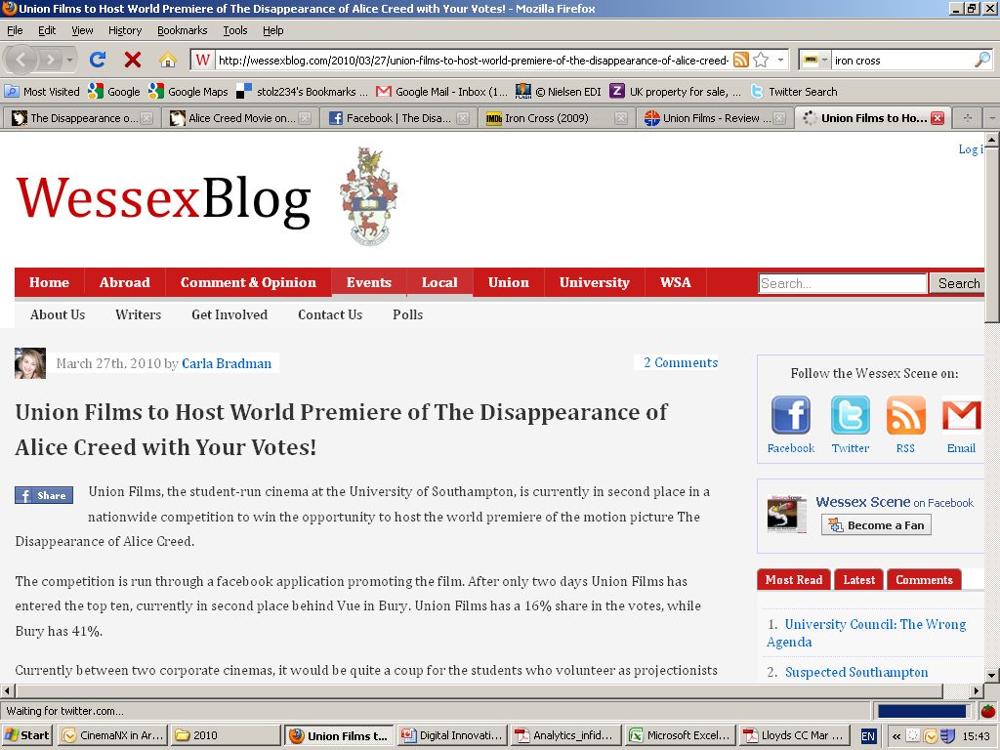 Union Films to Host World Premiere of The Disappearance of Alice Creed with Your Votes! - Mozilla Firefox
File Edit View History Bookmarks Tools Help
W http://wessexblog.com/2010/03/27/union-films-to-host-world-premiere-of-the-disappearance-of-alice-creed- IMDb iron cross
Most Visited Google Google Maps stolz234's Bookmarks ... Google Mail - Inbox (1... © Nielsen EDI UK property for sale, ... Twitter Search
The Disappearance o... Alice Creed Movie on... Facebook | The Disa... IMDb Iron Cross (2009) Union Films - Review ... Union Films to Ho...
Log i
WessexBlog
Home Abroad Comment & Opinion Events Local Union University WSA Search... Search
About Us Writers Get Involved Contact Us Polls
March 27th, 2010 by Carla Bradman 2 Comments
Union Films to Host World Premiere of The Disappearance of
Alice Creed with Your Votes!
Share Union Films, the student-run cinema at the University of Southampton, is currently in second place in a
nationwide competition to win the opportunity to host the world premiere of the motion picture The
Disappearance of Alice Creed.
The competition is run through a facebook application promoting the film. After only two days Union Films has
entered the top ten, currently in second place behind Vue in Bury. Union Films has a 16% share in the votes, while
Bury has 41%.
Currently between two corporate cinemas, it would be quite a coup for the students who volunteer as projectionists
Follow the Wessex Scene on:
Facebook Twitter RSS Email
Wessex Scene on Facebook
Become a Fan
Most Read Latest Comments
1. University Council: The Wrong
Agenda
2. Suspected Southampton
Waiting for twitter.com...
Start CinemaNX in Ar... 2010 Union Films t... Digital Innovati... Analytics_infid... Microsoft Excel... Lloyds CC Mar ... EN « 15:43